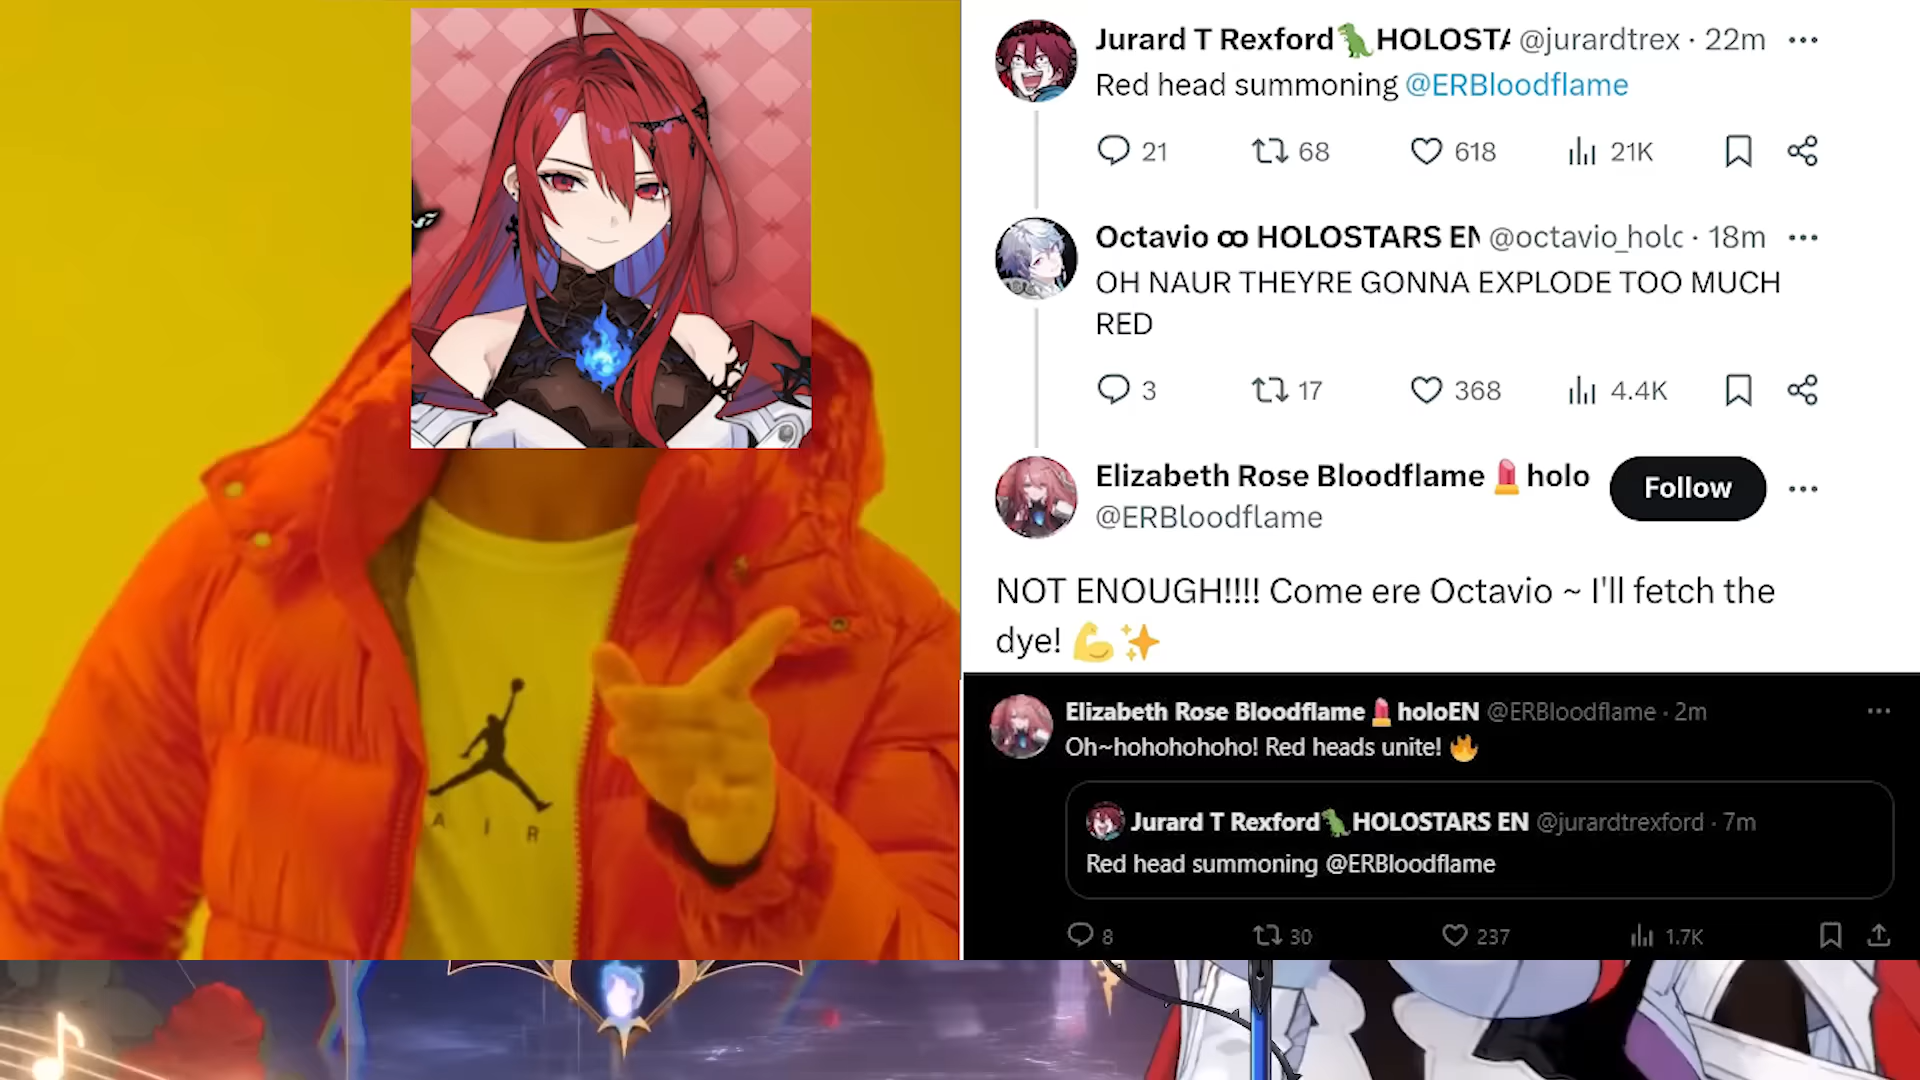 Jurard T Rexford🦖HOLOSTA @jurardtrex · 22m
Red head summoning @ERBloodflame
21 68 618 21K
Octavio ꝏ HOLOSTARS EN @octavio_holo · 18m
OH NAUR THEYRE GONNA EXPLODE TOO MUCH
RED
3 17 368 4.4K
Elizabeth Rose Bloodflame 💄holo
Follow
@ERBloodflame
NOT ENOUGH!!!! Come ere Octavio ~ I'll fetch the
dye! 💪✨
Elizabeth Rose Bloodflame 💄holoEN @ERBloodflame · 2m
Oh~hohohohoho! Red heads unite! 🔥
Jurard T Rexford🦖HOLOSTARS EN @jurardtrexford · 7m
Red head summoning @ERBloodflame
8 30 237 1.7K
AIR